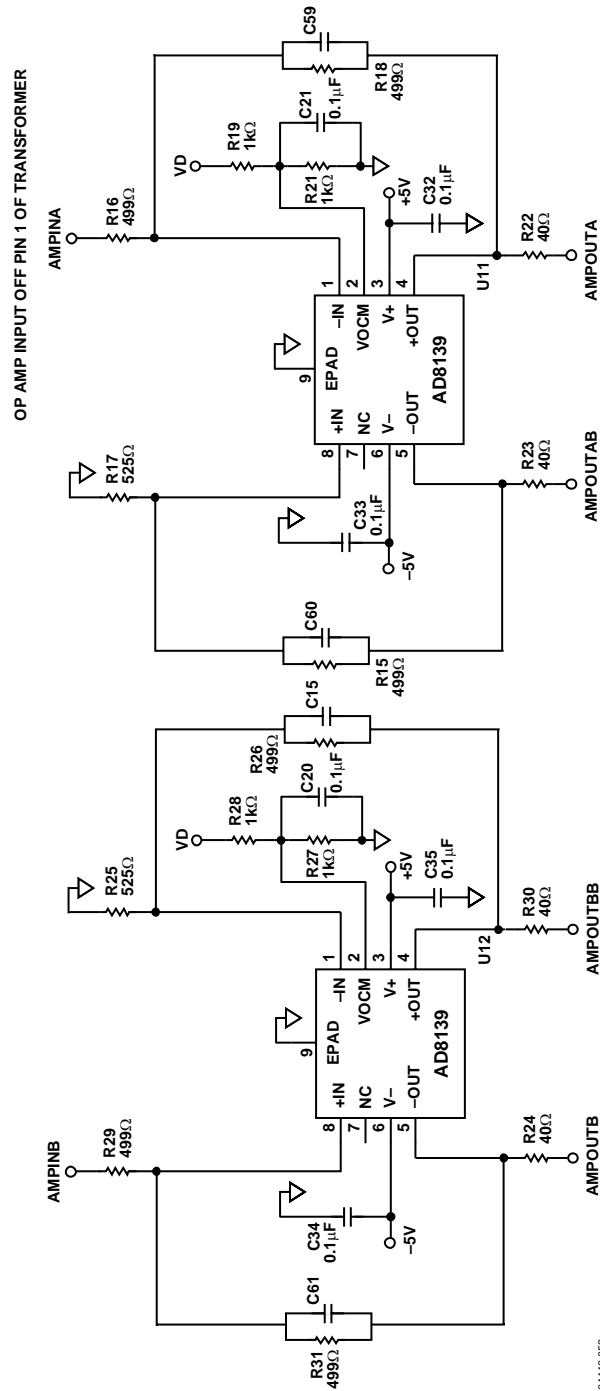 OP AMP INPUT OFF PIN 1 OF TRANSFORMER
AMPINA
R16
499Ω
VD
R19
1kΩ
R21
1kΩ
C21
0.1µF
C59
R18
499Ω
R17
525Ω
9
EPAD
8
+IN
7
NC
6
V–
5
–OUT
1
–IN
2
VOCM
3
V+
4
+OUT
AD8139
U11
C33
0.1µF
–5V
+5V
C32
0.1µF
C60
R15
499Ω
R23
40Ω
AMPOUTAB
R22
40Ω
AMPOUTA
AMPINB
R29
499Ω
R25
525Ω
VD
R28
1kΩ
R27
1kΩ
C20
0.1µF
R26
499Ω
C15
9
EPAD
8
+IN
7
NC
6
V–
5
–OUT
1
–IN
2
VOCM
3
V+
4
+OUT
AD8139
U12
C34
0.1µF
–5V
+5V
C35
0.1µF
C61
R31
499Ω
R24
40Ω
AMPOUTB
R30
40Ω
AMPOUTBB